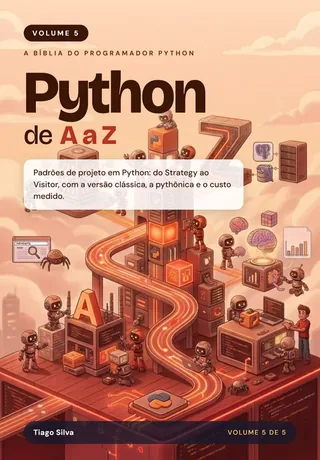 VOLUME 5
A BÍBLIA DO PROGRAMADOR PYTHON
Python
de A a Z
Padrões de projeto em Python: do Strategy ao
Visitor, com a versão clássica, a pythônica e o custo
medido.
Z
A
Tiago Silva
VOLUME 5 DE 5